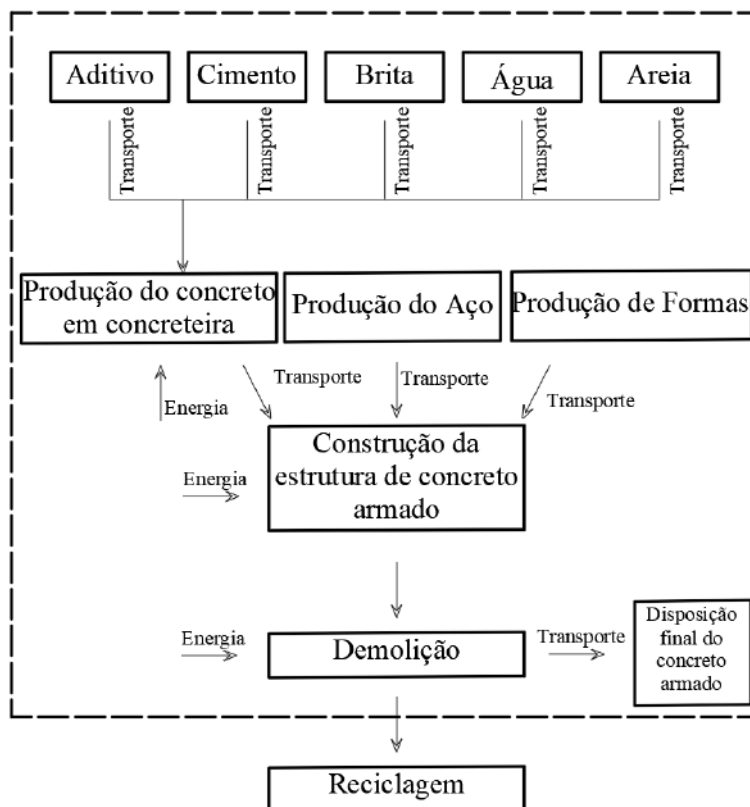 Aditivo
Cimento
Brita
Água
Areia
Transporte
Transporte
Transporte
Transporte
Transporte
Produção do concreto
em concreteira
Produção do Aço
Produção de Formas
Transporte
Transporte
Transporte
Energia
Construção da
estrutura de concreto
armado
Energia
Energia
Demolição
Transporte
Disposição
final do
concreto
armado
Reciclagem